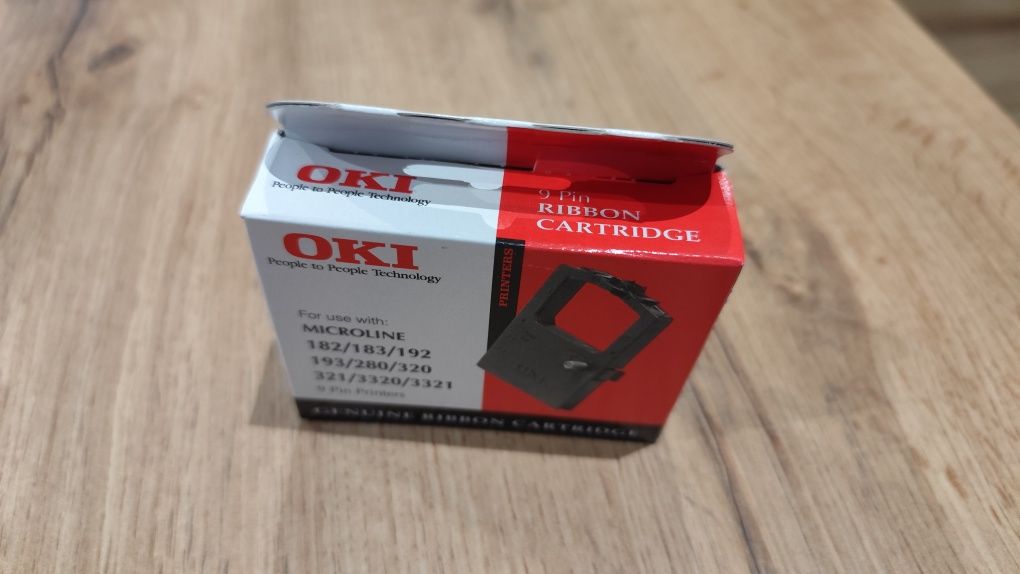 OKI
People to People Technology
9 Pin
RIBBON
CARTRIDGE
OKI
People to People Technology
PRINTERS
For use with:
MICROLINE
182/183/192
193/280/320
321/3320/3321
9 Pin Printers
OKI
GENUINE RIBBON CARTRIDGE